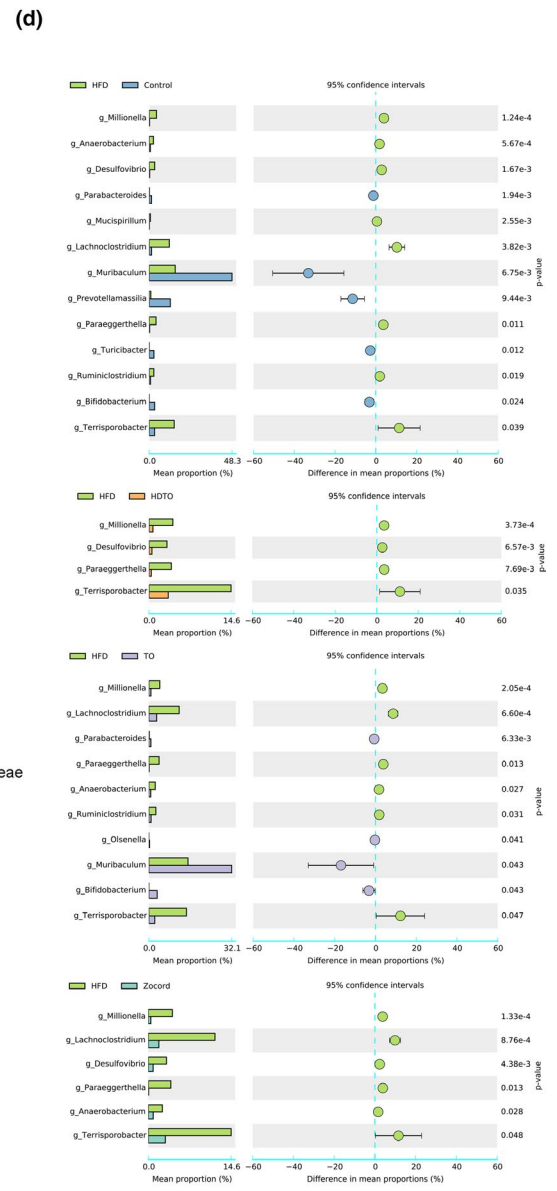 (d)
HFD Control 95% confidence intervals
g_Millionella 1.24e-4
g_Anaerobacterium 5.67e-4
g_Desulfovibrio 1.67e-3
g_Parabacteroides 1.94e-3
g_Mucispirillum 2.55e-3
g_Lachnoclostridium 3.82e-3
g_Muribaculum 6.75e-3
g_Prevotellamassilia 9.44e-3
g_Paraeggerthella 0.011
g_Turicibacter 0.012
g_Ruminiclostridium 0.019
g_Bifidobacterium 0.024
g_Terrisporobacter 0.039
p-value
0.0 48.3 −60 −40 −20 0 20 40 60
Mean proportion (%) Difference in mean proportions (%)
HFD HDTO 95% confidence intervals
g_Millionella 3.73e-4
g_Desulfovibrio 6.57e-3
g_Paraeggerthella 7.69e-3
g_Terrisporobacter 0.035
p-value
0.0 14.6 −60 −40 −20 0 20 40 60
Mean proportion (%) Difference in mean proportions (%)
HFD TO 95% confidence intervals
g_Millionella 2.05e-4
g_Lachnoclostridium 6.60e-4
g_Parabacteroides 6.33e-3
g_Paraeggerthella 0.013
eae
g_Anaerobacterium 0.027
g_Ruminiclostridium 0.031
g_Olsenella 0.041
g_Muribaculum 0.043
g_Bifidobacterium 0.043
g_Terrisporobacter 0.047
p-value
0.0 32.1 −60 −40 −20 0 20 40 60
Mean proportion (%) Difference in mean proportions (%)
HFD Zocord 95% confidence intervals
g_Millionella 1.33e-4
g_Lachnoclostridium 8.76e-4
g_Desulfovibrio 4.38e-3
g_Paraeggerthella 0.013
g_Anaerobacterium 0.028
g_Terrisporobacter 0.048
p-value
0.0 14.6 −60 −40 −20 0 20 40 60
Mean proportion (%) Difference in mean proportions (%)